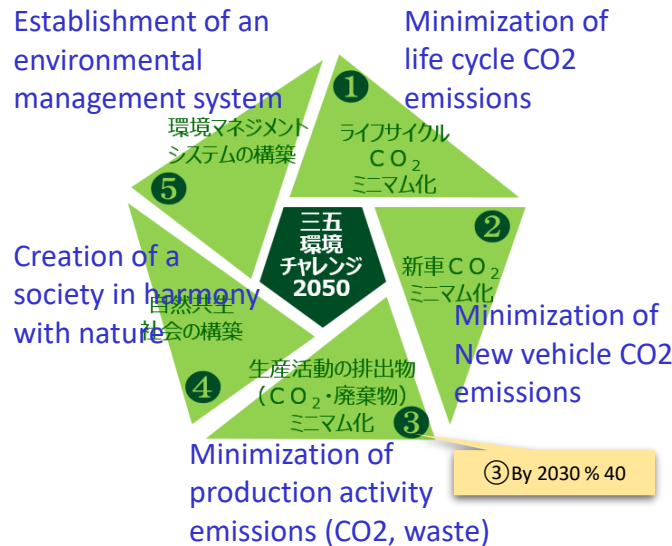 Establishment of an
environmental
management system
Minimization of
life cycle CO2
emissions
❶
ライフサイクル
ＣＯ₂
ミニマム化
環境マネジメント
システムの構築
❺
❷
新車ＣＯ₂
ミニマム化
三五
環境
チャレンジ
2050
Creation of a
society in harmony
with nature
自然共生
社会の構築
❹
Minimization of
New vehicle CO2
emissions
生産活動の排出物
（ＣＯ₂・廃棄物）
ミニマム化
❸
Minimization of
production activity
emissions (CO2, waste)
③By 2030 % 40